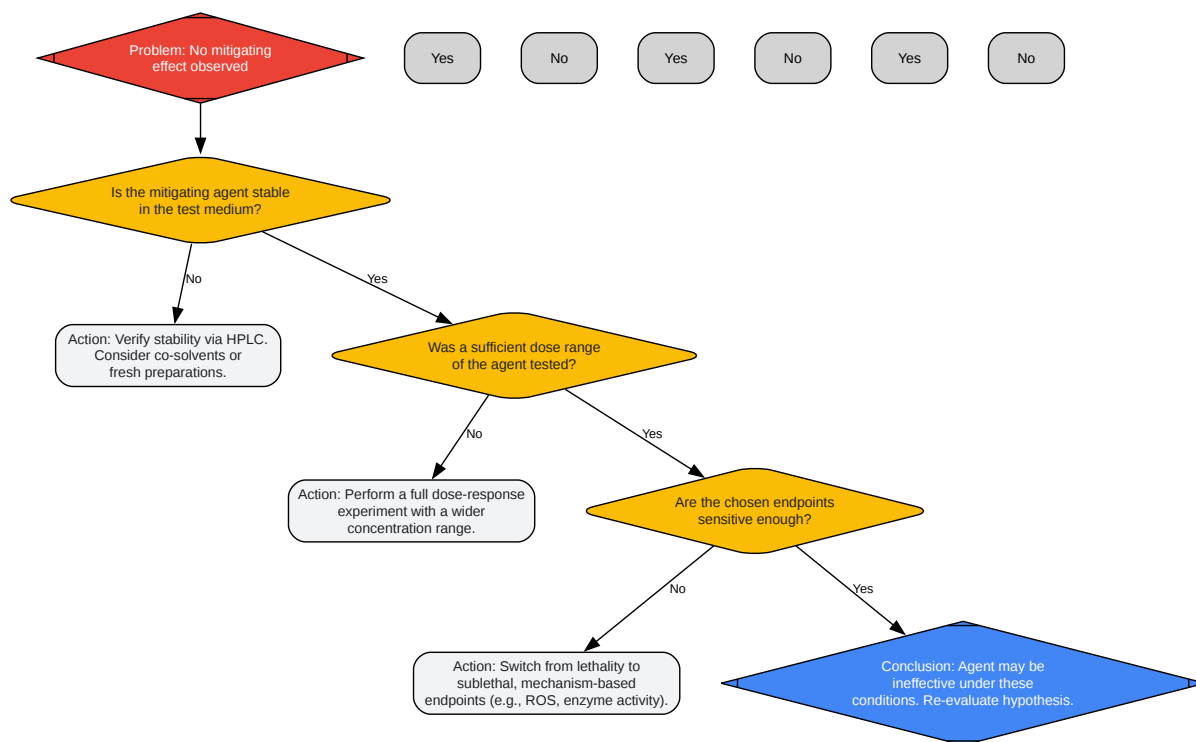 Problem: No mitigating
effect observed
Yes
No
Yes
No
Yes
No
Is the mitigating agent stable
in the test medium?
No
Yes
Action: Verify stability via HPLC.
Consider co-solvents or
fresh preparations.
Was a sufficient dose range
of the agent tested?
No
Yes
Action: Perform a full dose-response
experiment with a wider
concentration range.
Are the chosen endpoints
sensitive enough?
No
Yes
Action: Switch from lethality to
sublethal, mechanism-based
endpoints (e.g., ROS, enzyme activity).
Conclusion: Agent may be
ineffective under these
conditions. Re-evaluate hypothesis.